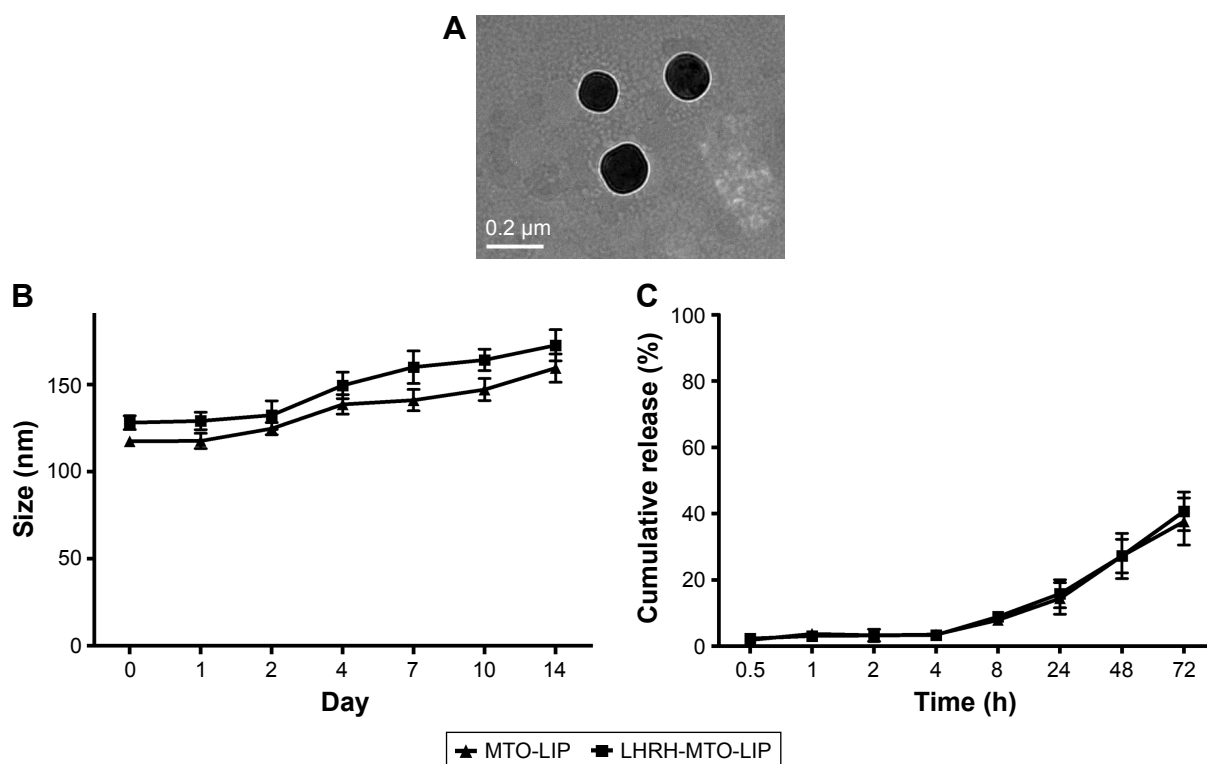 A
0.2 µm
B
Size (nm)
150
100
50
0
0 1 2 4 7 10 14
Day
C
Cumulative release (%)
100
80
60
40
20
0
0.5 1 2 4 8 24 48 72
Time (h)
MTO-LIP LHRH-MTO-LIP